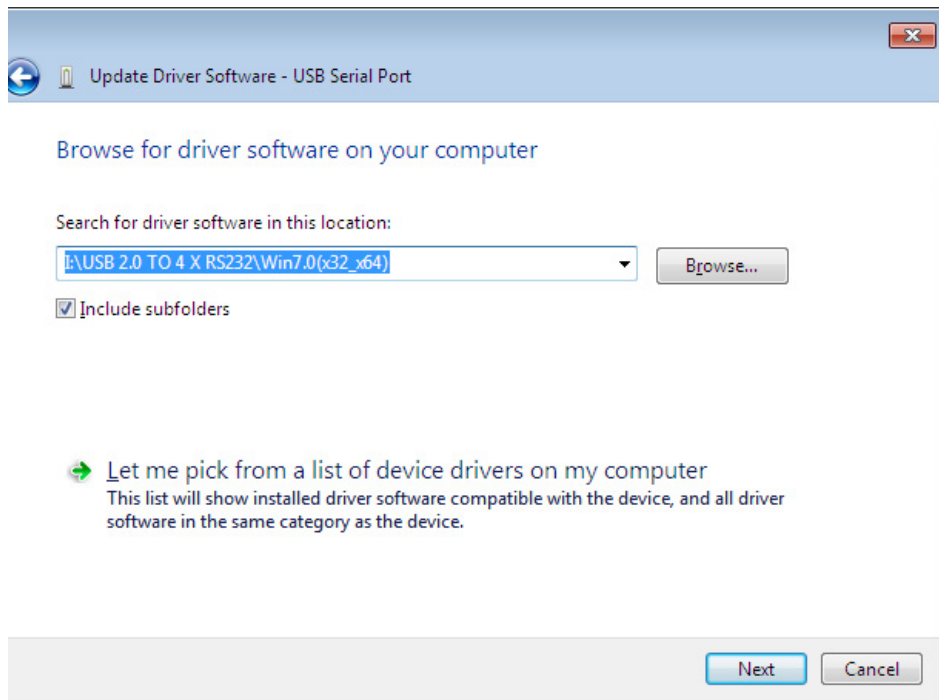 Update Driver Software - USB Serial Port
Browse for driver software on your computer
Search for driver software in this location:
I:\USB 2.0 TO 4 X RS232\Win7.0(x32_x64)
Browse...
Include subfolders
Let me pick from a list of device drivers on my computer
This list will show installed driver software compatible with the device, and all driver
software in the same category as the device.
Next
Cancel